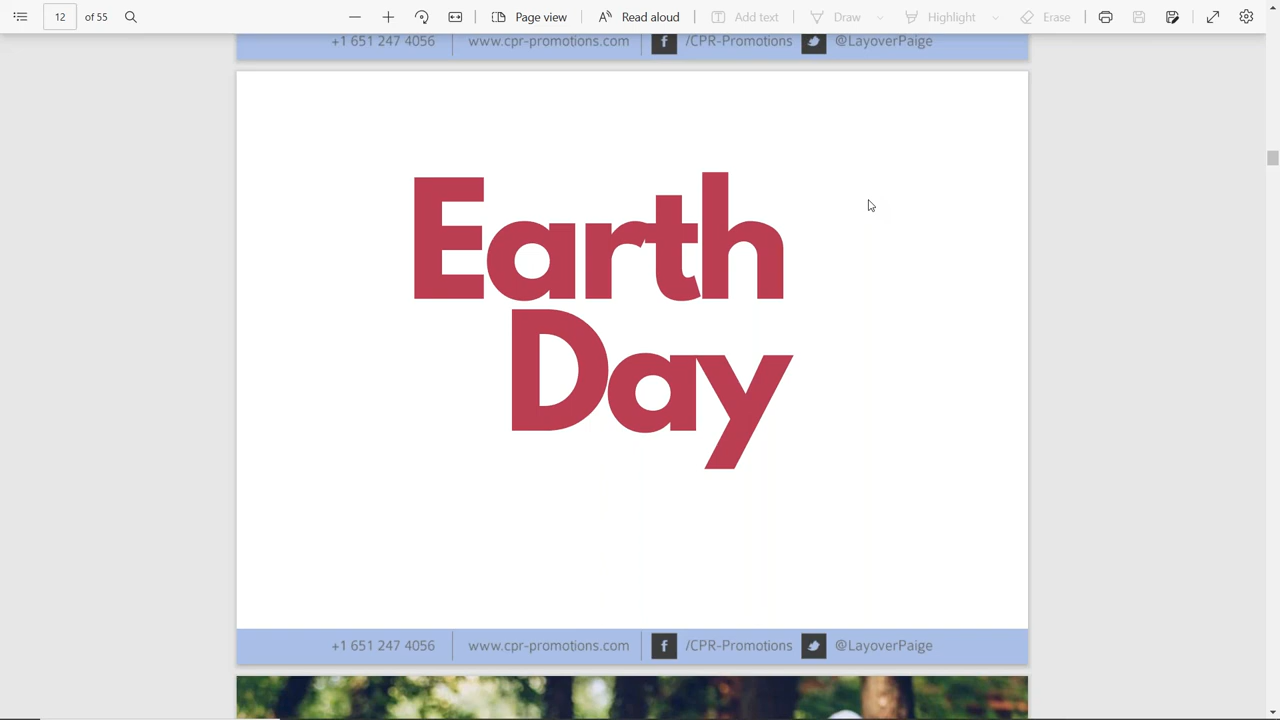 12 of 55 Page view Read aloud Add text Draw Highlight Erase
+1 651 247 4056 www.cpr-promotions.com f /CPR-Promotions @LayoverPaige
Earth
Day
+1 651 247 4056 www.cpr-promotions.com f /CPR-Promotions @LayoverPaige